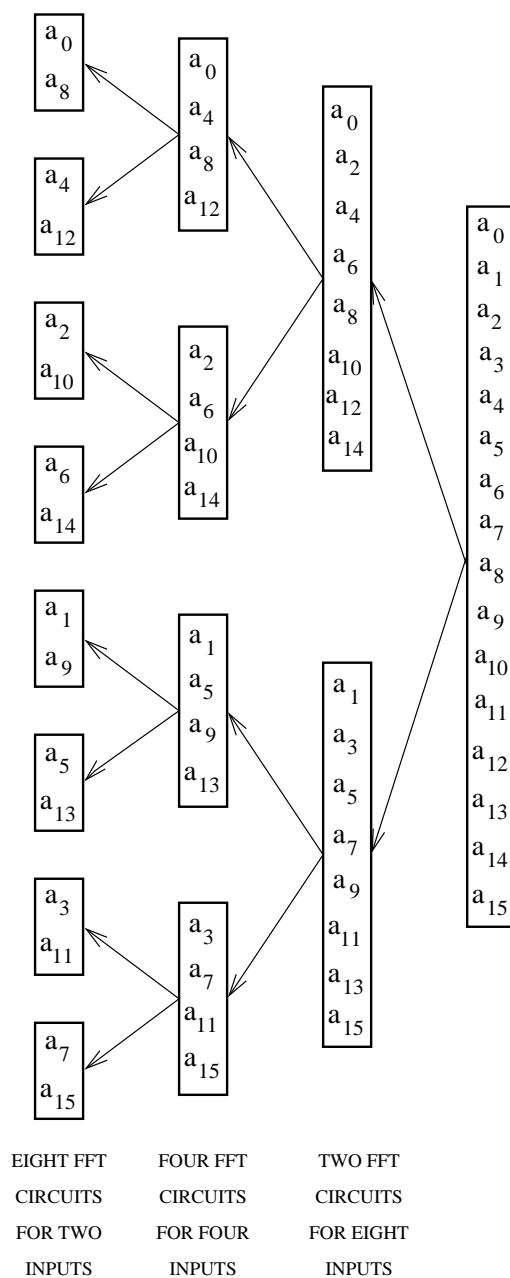 a0
a8
a4
a12
a2
a10
a6
a14
a1
a9
a5
a13
a3
a11
a7
a15
EIGHT FFT
CIRCUITS
FOR TWO
INPUTS
a0
a4
a8
a12
a2
a6
a10
a14
a1
a5
a9
a13
a3
a7
a11
a15
FOUR FFT
CIRCUITS
FOR FOUR
INPUTS
a0
a2
a4
a6
a8
a10
a12
a14
a1
a3
a5
a7
a9
a11
a13
a15
TWO FFT
CIRCUITS
FOR EIGHT
INPUTS
a0
a1
a2
a3
a4
a5
a6
a7
a8
a9
a10
a11
a12
a13
a14
a15